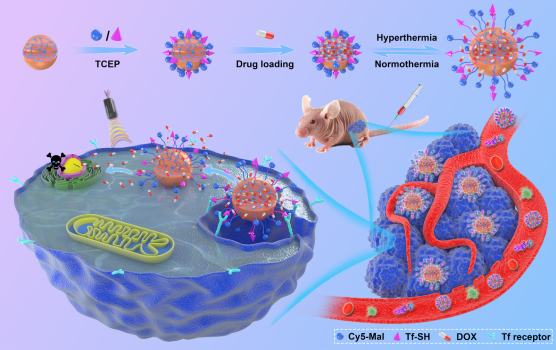 /
TCEP
Drug loading
Hyperthermia
Normothermia
Cy5-Mal Tf-SH DOX Tf receptor